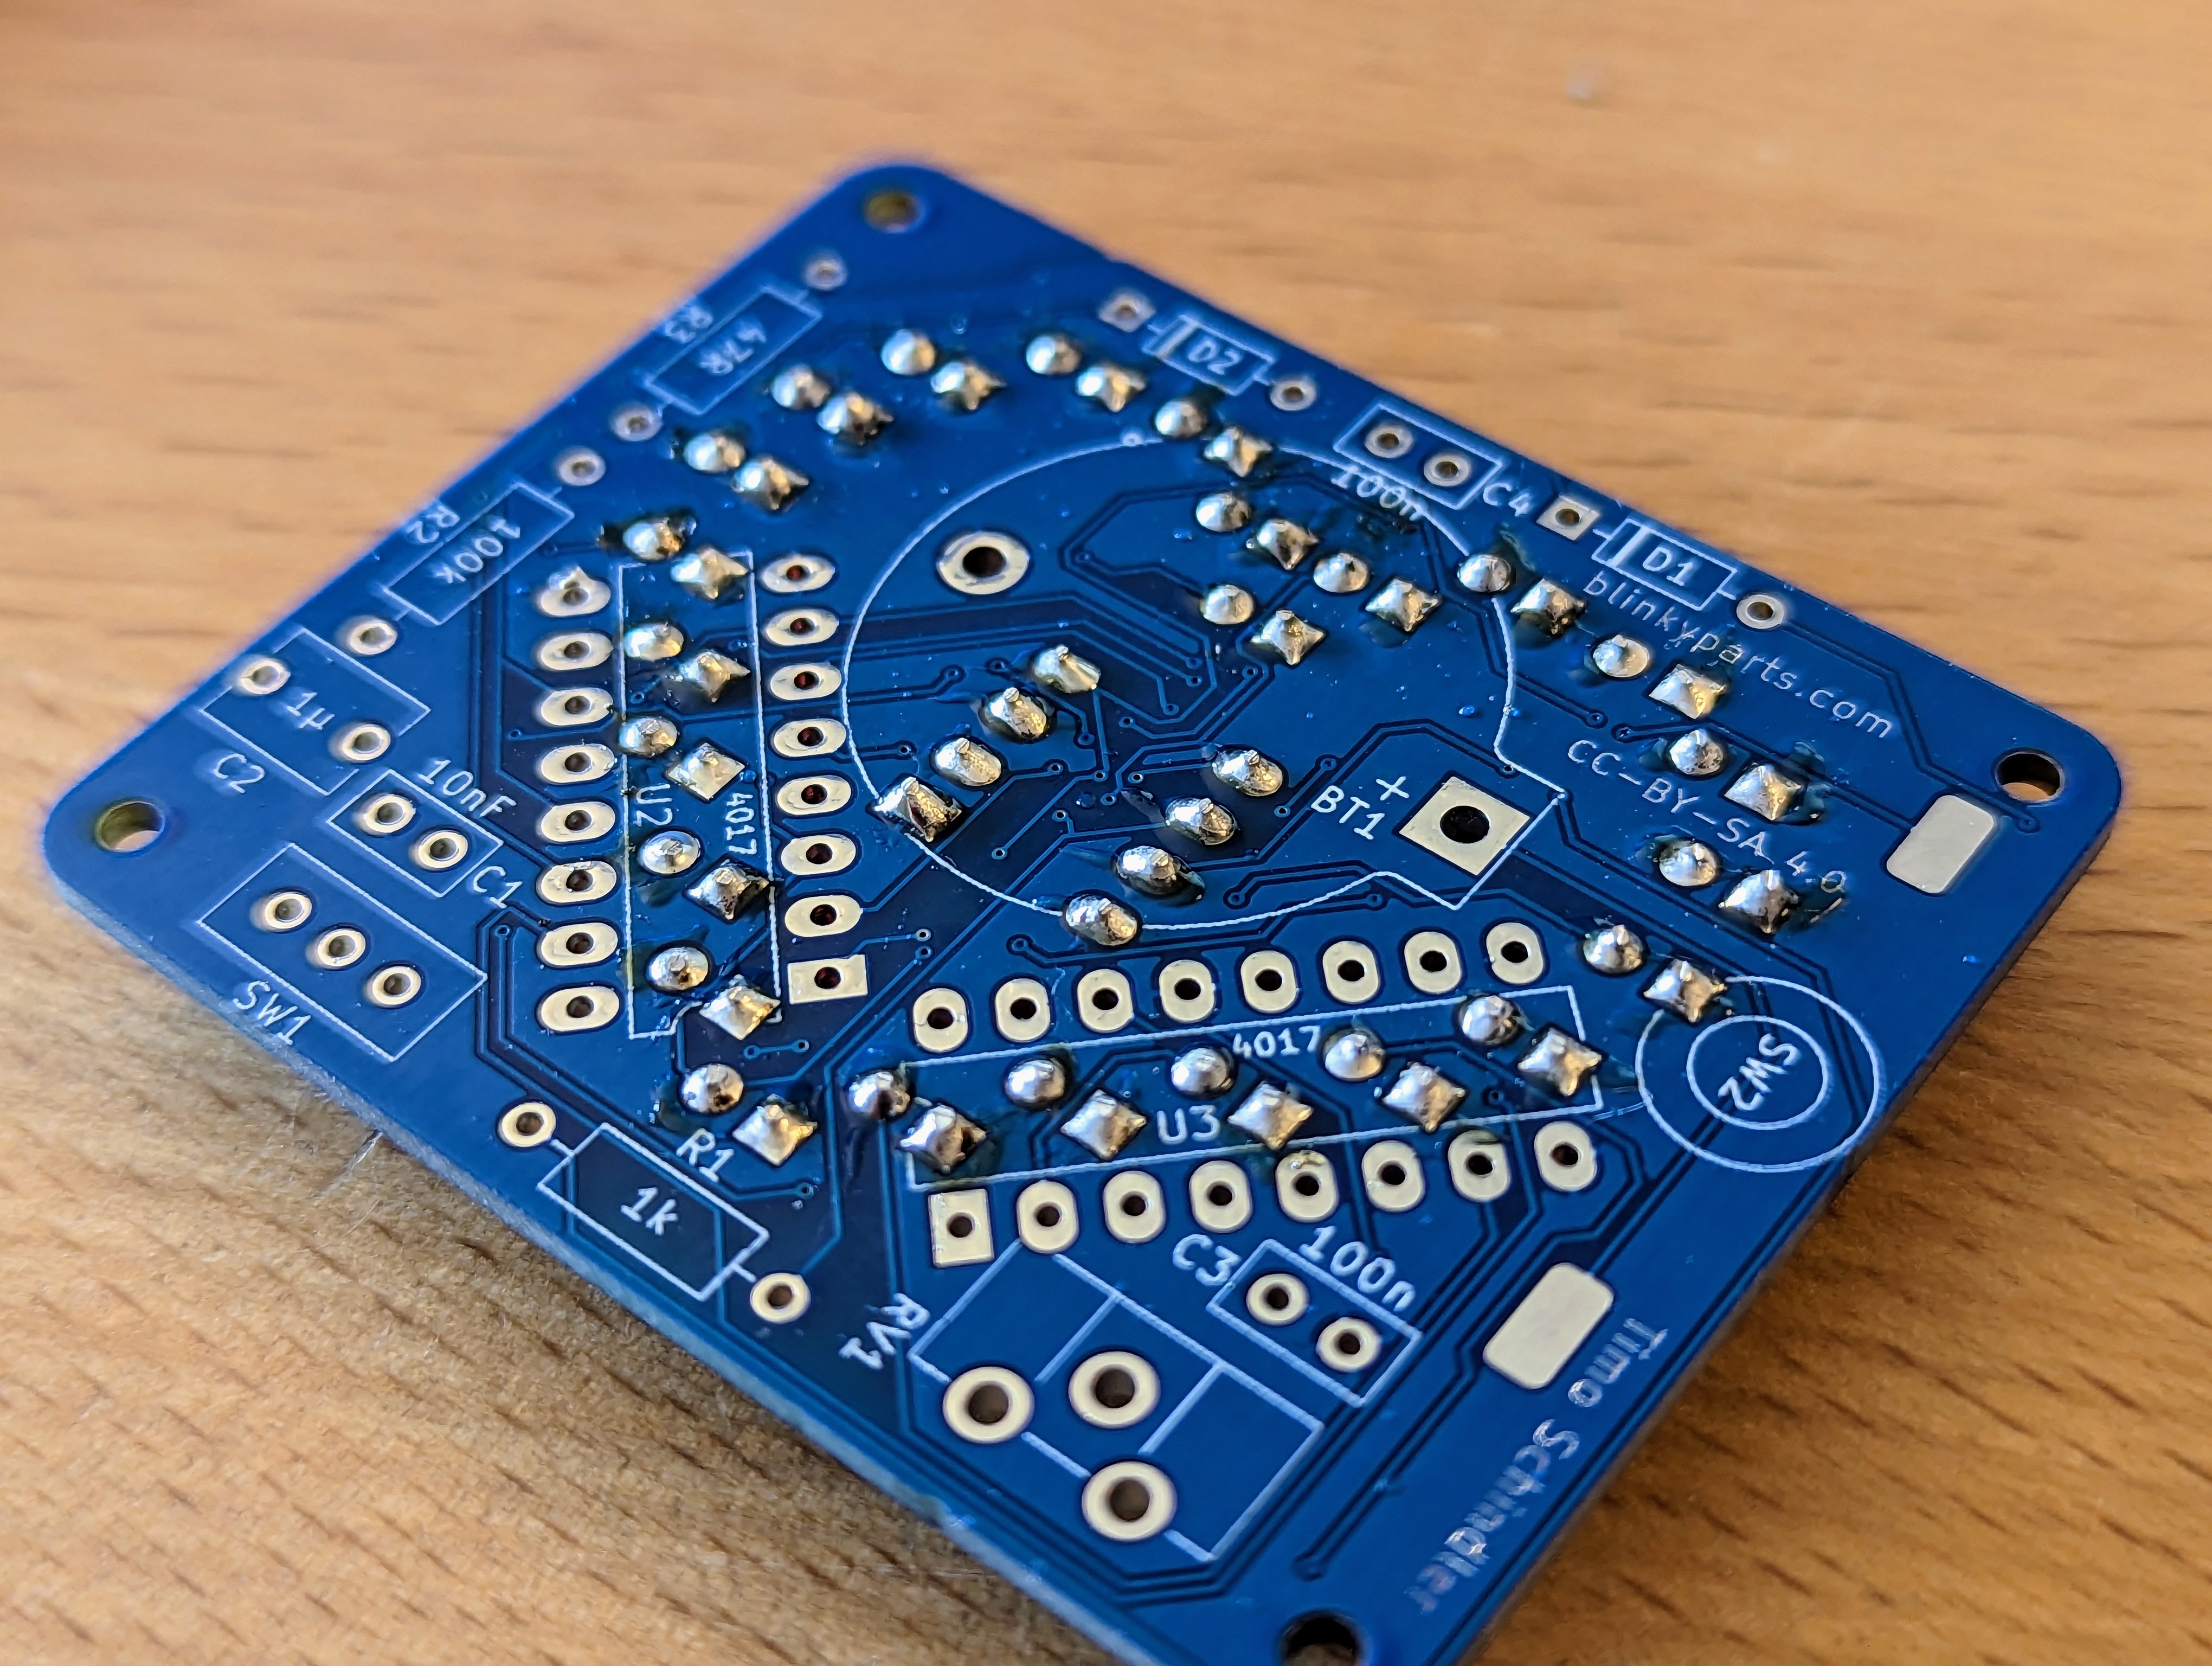 R3
47R
D2
R2
100k
100n
C4
D1
blinkyparts.com
1µ
C2
10nF
C1
SW1
U2
4017
+
BT1
CC-BY-SA 4.0
4017
U3
SW2
R1
1k
C3
100n
RV1
Timo Schindler